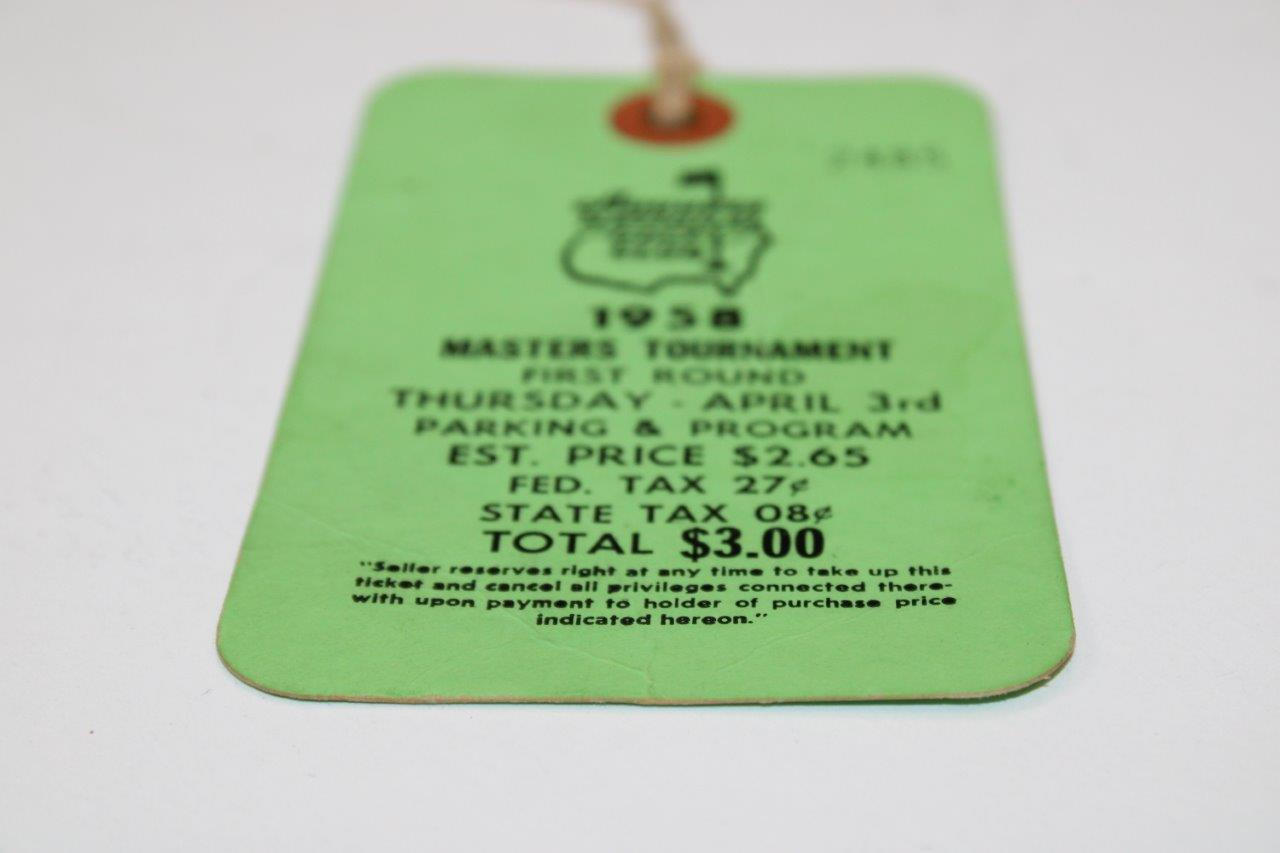 1958
MASTERS TOURNAMENT
FIRST ROUND
THURSDAY - APRIL 3rd
PARKING & PROGRAM
EST. PRICE $2.65
FED. TAX 27¢
STATE TAX 08¢
TOTAL $3.00
"Seller reserves right at any time to take up this
ticket and cancel all privileges connected there-
with upon payment to holder of purchase price
indicated hereon."